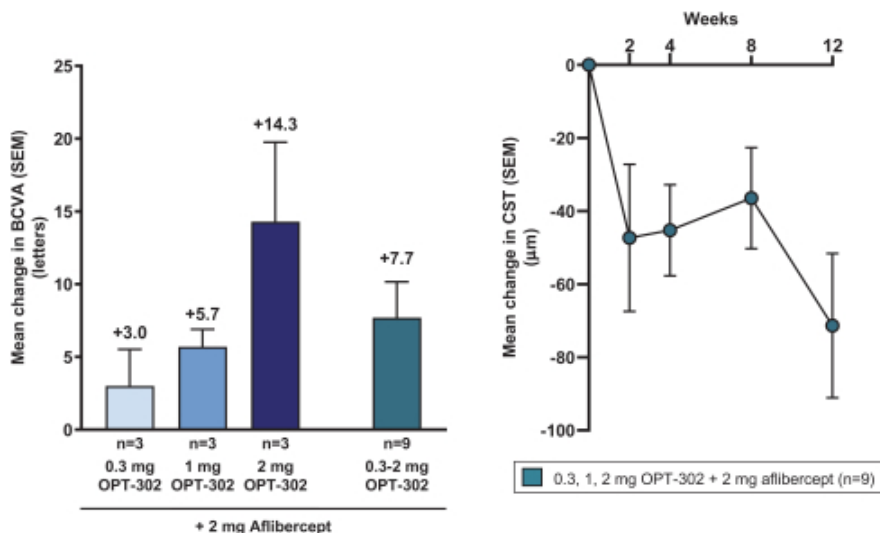 Mean change in BCVA (SEM)
(letters)
25
20
15
10
5
0
+3.0
+5.7
+14.3
+7.7
n=3 n=3 n=3 n=9
0.3 mg 1 mg 2 mg 0.3-2 mg
OPT-302 OPT-302 OPT-302 OPT-302
+ 2 mg Aflibercept
Weeks
2 4 8 12
Mean change in CST (SEM)
(µm)
0
-20
-40
-60
-80
-100
0.3, 1, 2 mg OPT-302 + 2 mg aflibercept (n=9)